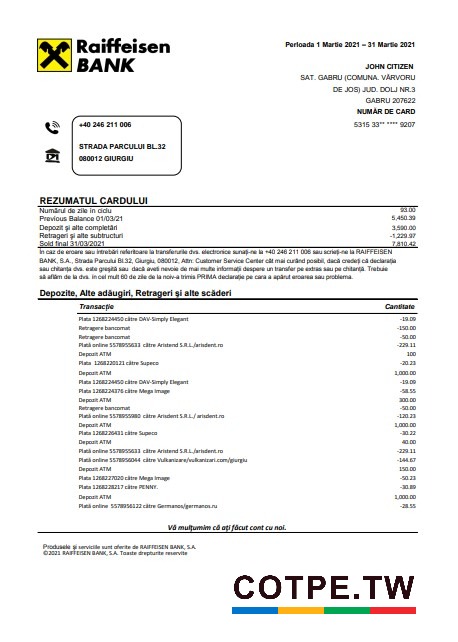 Raiffeisen
BANK
Perloada 1 Martie 2021 – 31 Martie 2021
JOHN CITIZEN
SAT. GABRU (COMUNA. VÂRVORU
DE JOS) JUD. DOLJ NR.3
GABRU 207622
NUMĂR DE CARD
5315 33** **** 9207
+40 246 211 006
STRADA PARCULUI BL.32
080012 GIURGIU
REZUMATUL CARDULUI
Numărul de zile in ciclu 93.00
Previous Balance 01/03/21 5,450.39
Depozit și alte completări 3,590.00
Retrageri și alte subtructuri -1,229.97
Sold final 31/03/2021 7,810.42
În caz de eroare sau întrebări referitoare la transferurile dvs. electronice sunați-ne la +40 246 211 006 sau scrieți-ne la RAIFFEISEN
BANK, S.A., Strada Parcului Bl.32, Giurgiu, 080012, Attn: Customer Service Center cât mai curând posibil, dacă credeți că declarația
sau chitanța dvs. este greșită sau dacă aveți nevoie de mai multe informații despre un transfer pe extras sau pe chitanță. Trebuie
să aflăm de la dvs. în cel mult 60 de zile de la noi-a trimis PRIMA declarație pe care a apărut eroarea sau problema.
Depozite, Alte adăugiri, Retrageri și alte scăderi
Transacție Cantitate
Plata 1268224450 către DAV-Simply Elegant -19.09
Retragere bancomat -150.00
Retragere bancomat -50.00
Plată online 5578955633 către Aristend S.R.L/arisdent.ro -229.11
Depozit ATM 100
Plata 1268220121 către Supeco -20.23
Depozit ATM 1,000.00
Plata 1268224450 către DAV-Simply Elegant -19.09
Plata 1268224376 către Mega Image -58.55
Depozit ATM 300.00
Retragere bancomat -50.00
Plată online 5578955980 către Arisdent S.R.L./ arisdent.ro -120.23
Depozit ATM 1,000.00
Plata 1268226431 către Supeco -30.22
Depozit ATM 40.00
Plată online 5578955633 către Aristend S.R.L/arisdent.ro -229.11
Plată online 5578956044 către Vulkanizare/vulkanizari.com/giurgiu -144.67
Depozit ATM 150.00
Plata 1268227020 către Mega Image -50.23
Plata 1268228217 către PENNY. -30.89
Depozit ATM 1,000.00
Plată online 5578956122 către Germanos/germanos.ru -28.55
Vă mulțumim că ați făcut cont cu noi.
Produsele și serviciile sunt oferite de RAIFFEISEN BANK, S.A.
©2021 RAIFFEISEN BANK, S.A. Toaste drepturite reservite
COTPE.TW